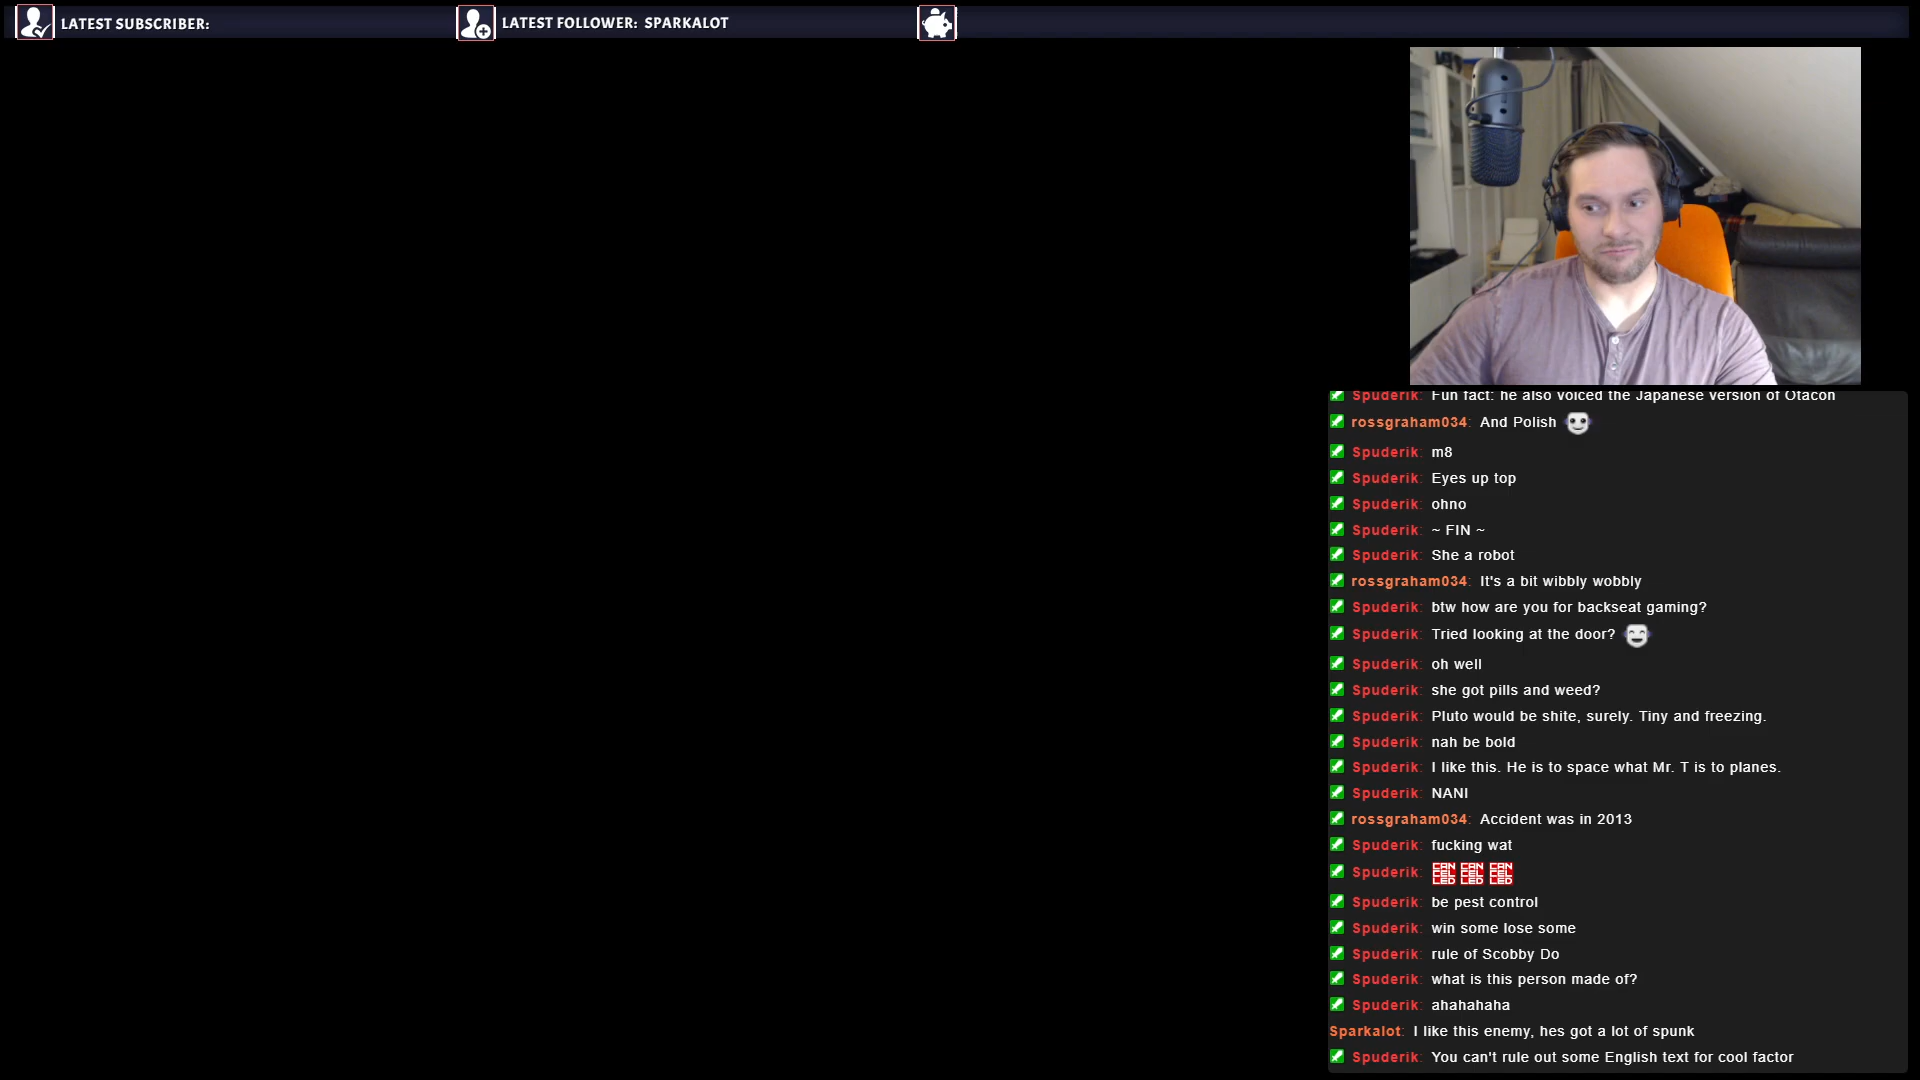 LATEST SUBSCRIBER:
LATEST FOLLOWER: SPARKALOT
Spuderik: Fun fact: he also voiced the Japanese version of Otacon
rossgraham034: And Polish
Spuderik: m8
Spuderik: Eyes up top
Spuderik: ohno
Spuderik: ~ FIN ~
Spuderik: She a robot
rossgraham034: It's a bit wibbly wobbly
Spuderik: btw how are you for backseat gaming?
Spuderik: Tried looking at the door?
Spuderik: oh well
Spuderik: she got pills and weed?
Spuderik: Pluto would be shite, surely. Tiny and freezing.
Spuderik: nah be bold
Spuderik: I like this. He is to space what Mr. T is to planes.
Spuderik: NANI
rossgraham034: Accident was in 2013
Spuderik: fucking wat
Spuderik: CANCELLED CANCELLED CANCELLED
Spuderik: be pest control
Spuderik: win some lose some
Spuderik: rule of Scobby Do
Spuderik: what is this person made of?
Spuderik: ahahahaha
Sparkalot: I like this enemy, hes got a lot of spunk
Spuderik: You can't rule out some English text for cool factor